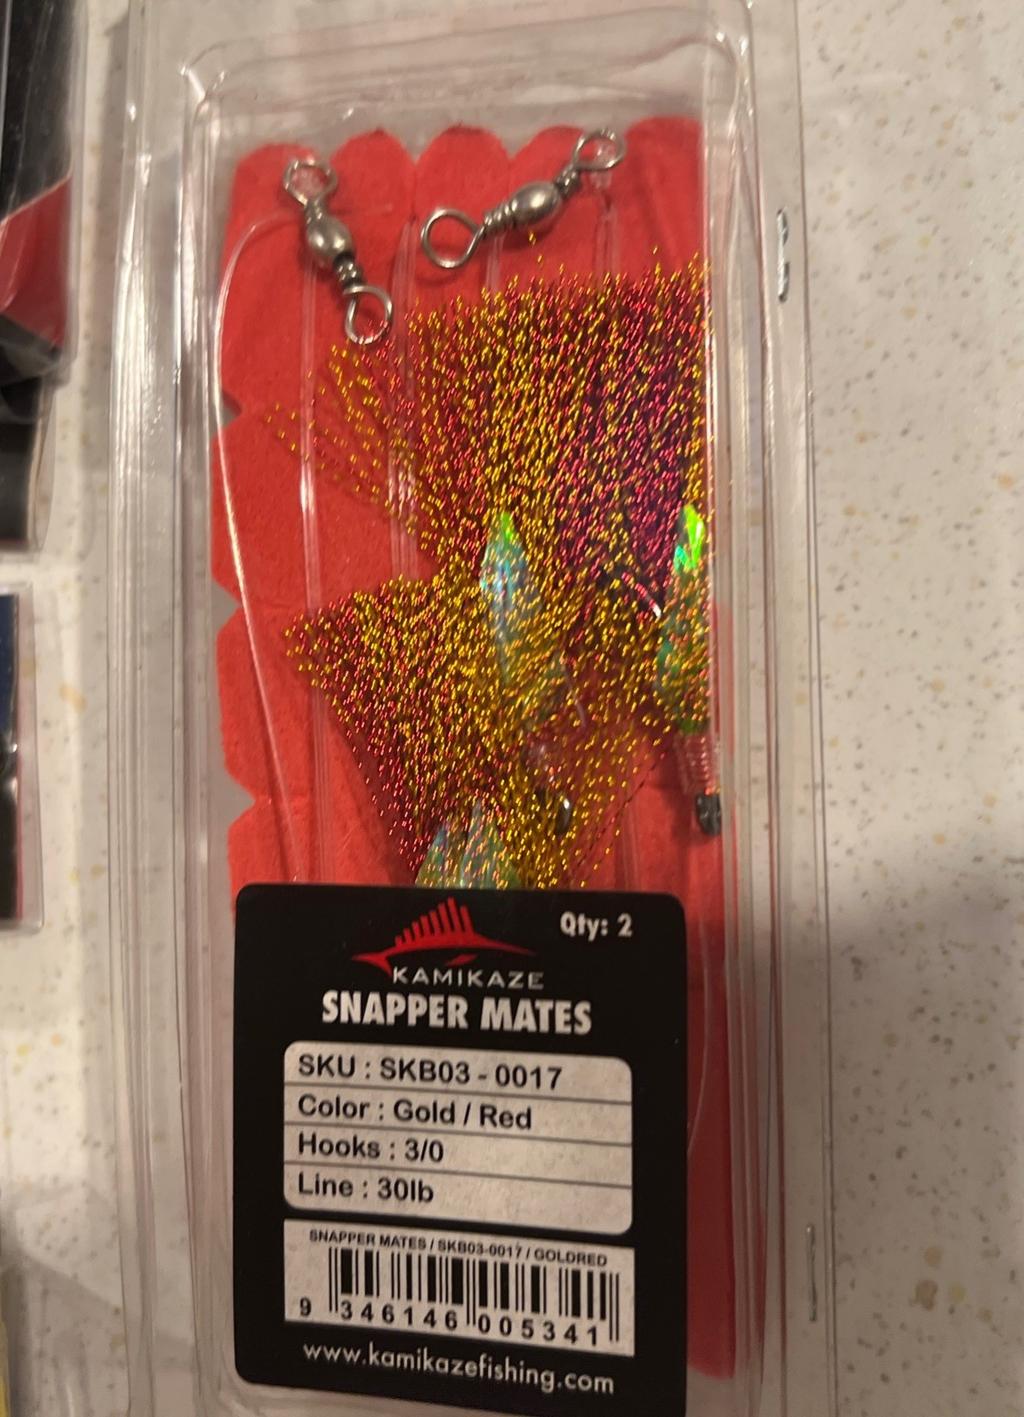 Qty: 2
KAMIKAZE
SNAPPER MATES
SKU : SKB03 - 0017
Color : Gold / Red
Hooks : 3/0
Line : 30lb
SNAPPER MATES / SKB03-0017 / GOLDRED
9 346146 005341
www.kamikazefishing.com